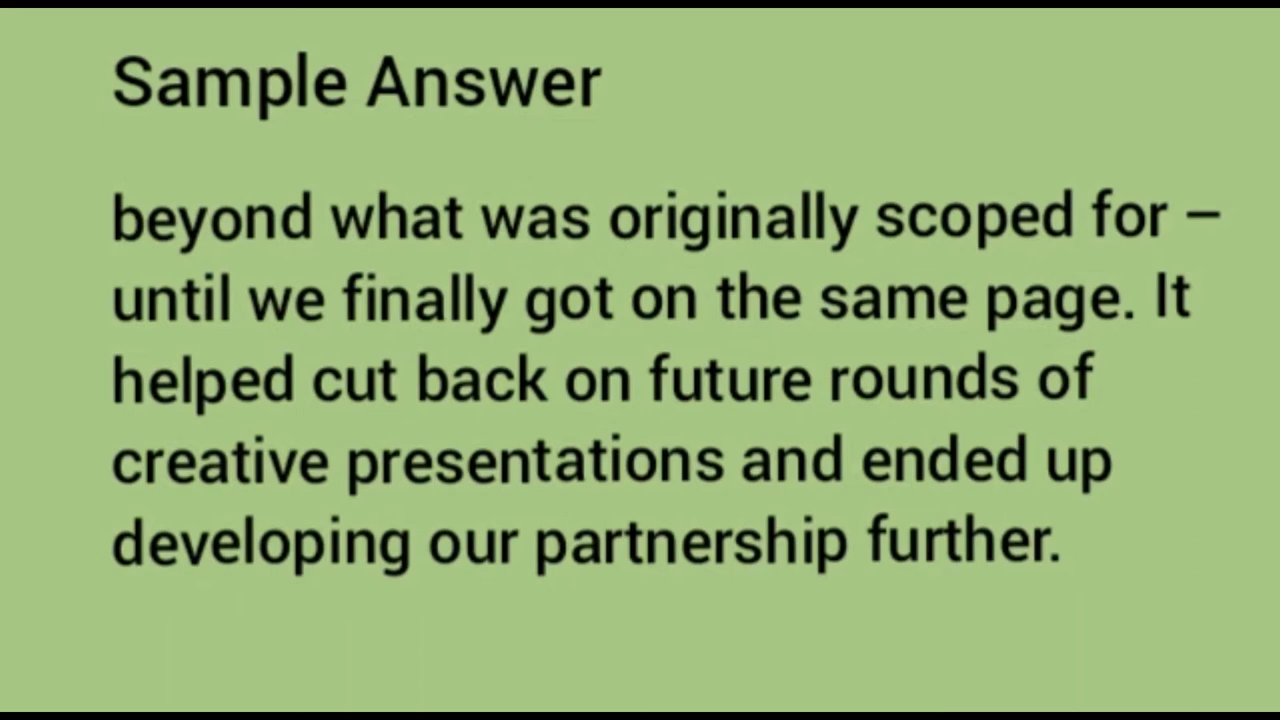 Sample Answer
beyond what was originally scoped for –
until we finally got on the same page. It
helped cut back on future rounds of
creative presentations and ended up
developing our partnership further.